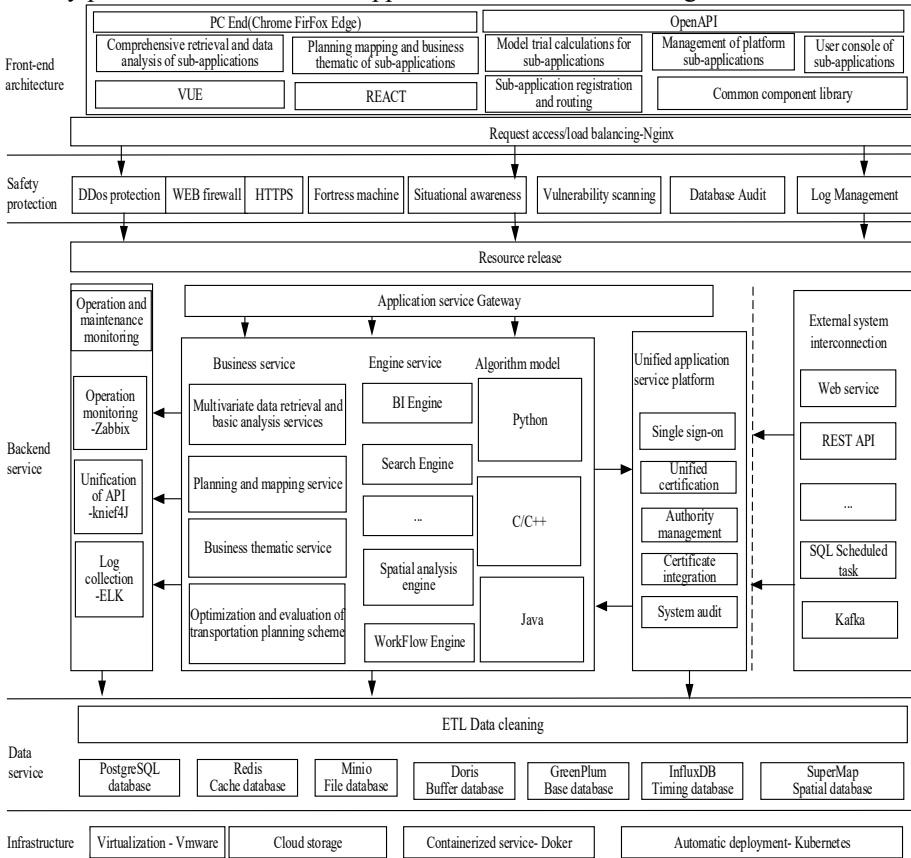 PC End(Chrome FirFox Edge)
OpenAPI
Comprehensive retrieval and data
analysis of sub-applications
Planning mapping and business
thematic of sub-applications
Model trial calculations for
sub-applications
Management of platform
sub-applications
User console of
sub-applications
Front-end
architecture
VUE
REACT
Sub-application registration
and routing
Common component library
Request access/load balancing-Nginx
Safety
protection
DDos protection
WEB firewall
HTTPS
Fortress machine
Situational awareness
Vulnerability scanning
Database Audit
Log Management
Resource release
Backend
service
Operation and
maintenance
monitoring
Operation
monitoring
-Zabbix
Unification
of API
-knief4J
Log
collection
-ELK
Application service Gateway
Business service
Multivariate data retrieval and
basic analysis services
Planning and mapping service
Business thematic service
Optimization and evaluation of
transportation planning scheme
Engine service
BI Engine
Search Engine
...
Spatial analysis
engine
WorkFlow Engine
Algorithm model
Python
C/C++
Java
Unified application
service platform
Single sign-on
Unified
certification
Authority
management
Certificate
integration
System audit
External system
interconnection
Web service
REST API
...
SQL Scheduled
task
Kafka
Data
service
ETL Data cleaning
PostgreSQL
database
Redis
Cache database
Minio
File database
Doris
Buffer database
GreenPlum
Base database
InfluxDB
Timing database
SuperMap
Spatial database
Infrastructure
Virtualization - Vmware
Cloud storage
Containerized service- Doker
Automatic deployment- Kubernetes